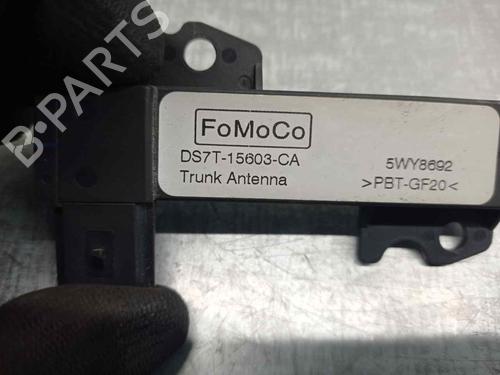 B-PARTS
FoMoCo
DS7T-15603-CA
Trunk Antenna
5WY8692
>PBT-GF20<